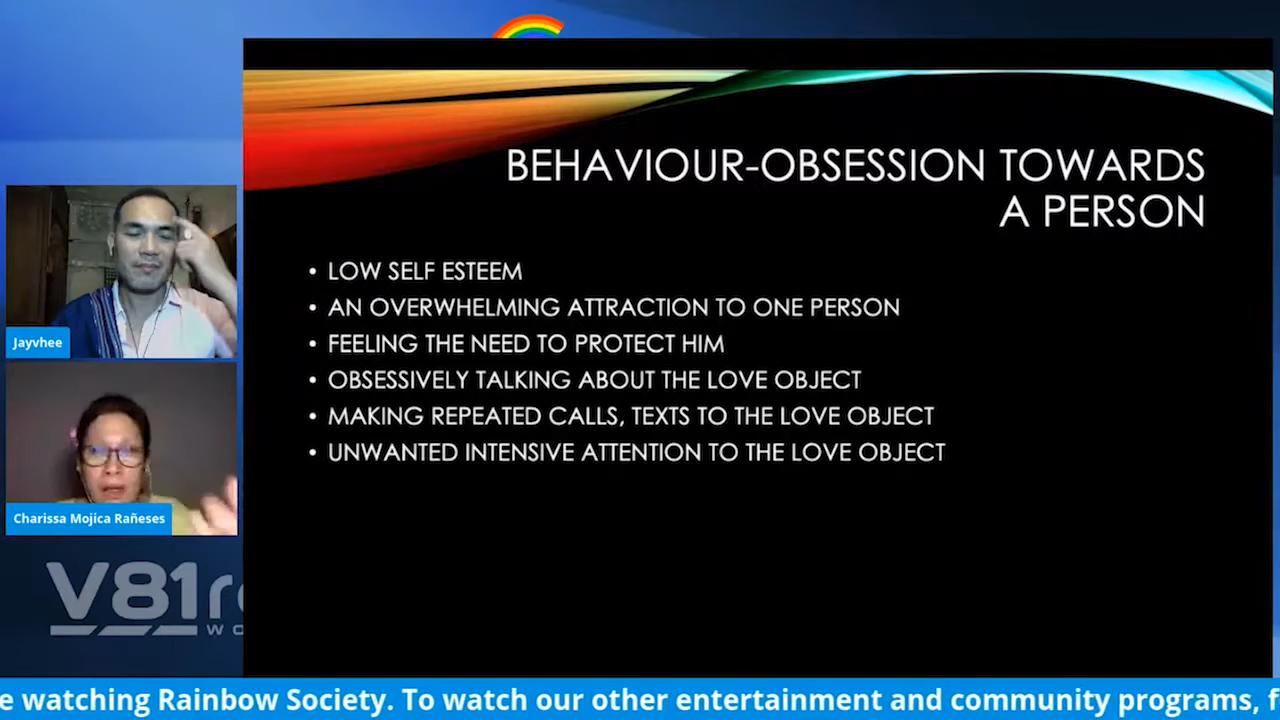 BEHAVIOUR-OBSESSION TOWARDS
A PERSON
• LOW SELF ESTEEM
• AN OVERWHELMING ATTRACTION TO ONE PERSON
• FEELING THE NEED TO PROTECT HIM
• OBSESSIVELY TALKING ABOUT THE LOVE OBJECT
• MAKING REPEATED CALLS, TEXTS TO THE LOVE OBJECT
• UNWANTED INTENSIVE ATTENTION TO THE LOVE OBJECT
Jayvhee
Charissa Mojica Rañeses
V81
e watching Rainbow Society. To watch our other entertainment and community programs, f